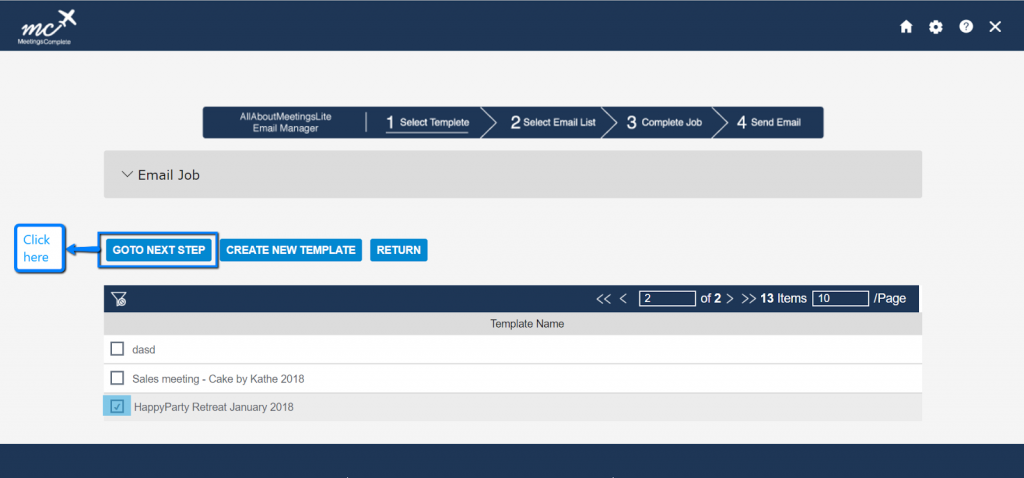 mc
MeetingsComplete
AllAboutMeetingsLite
Email Manager
1 Select Templete
2 Select Email List
3 Complete Job
4 Send Email
Email Job
Click
here
GOTO NEXT STEP
CREATE NEW TEMPLATE
RETURN
<< < 2 of 2 > >> 13 Items 10 /Page
Template Name
dasd
Sales meeting - Cake by Kathe 2018
HappyParty Retreat January 2018